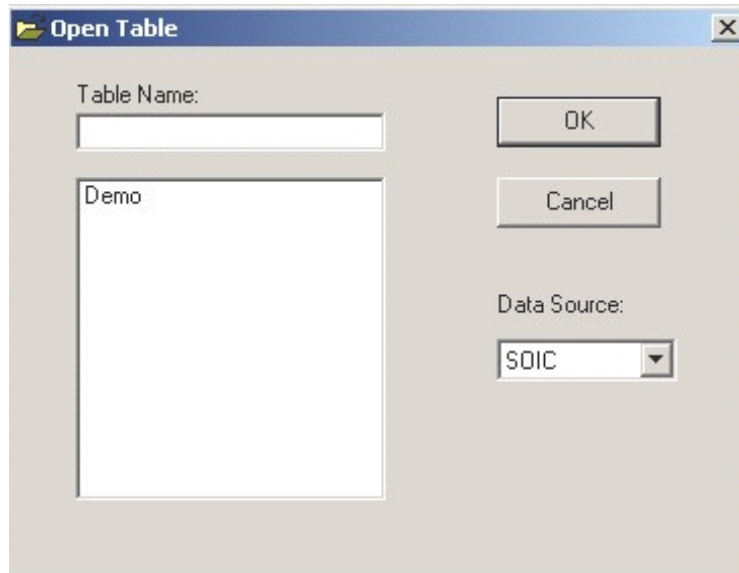 Open Table
Table Name:
OK
Demo
Cancel
Data Source:
SOIC